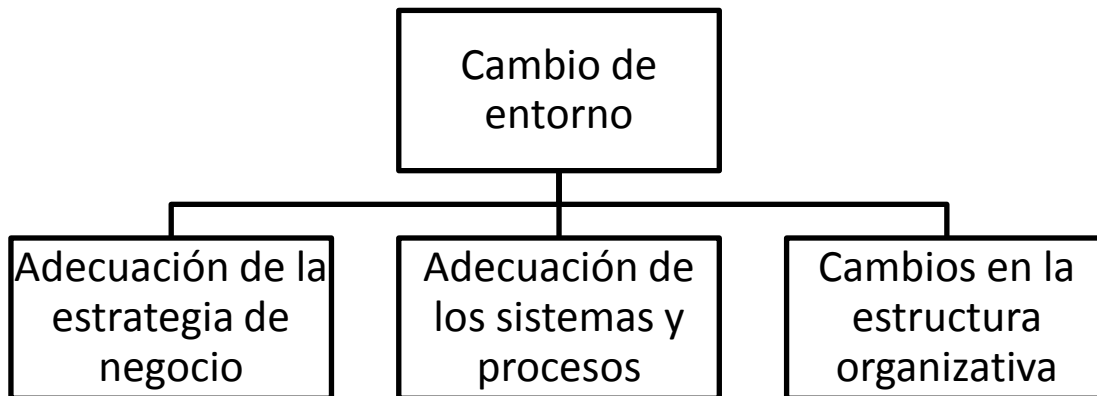 Cambio de
entorno
Adecuación de la
estrategia de
negocio
Adecuación de
los sistemas y
procesos
Cambios en la
estructura
organizativa